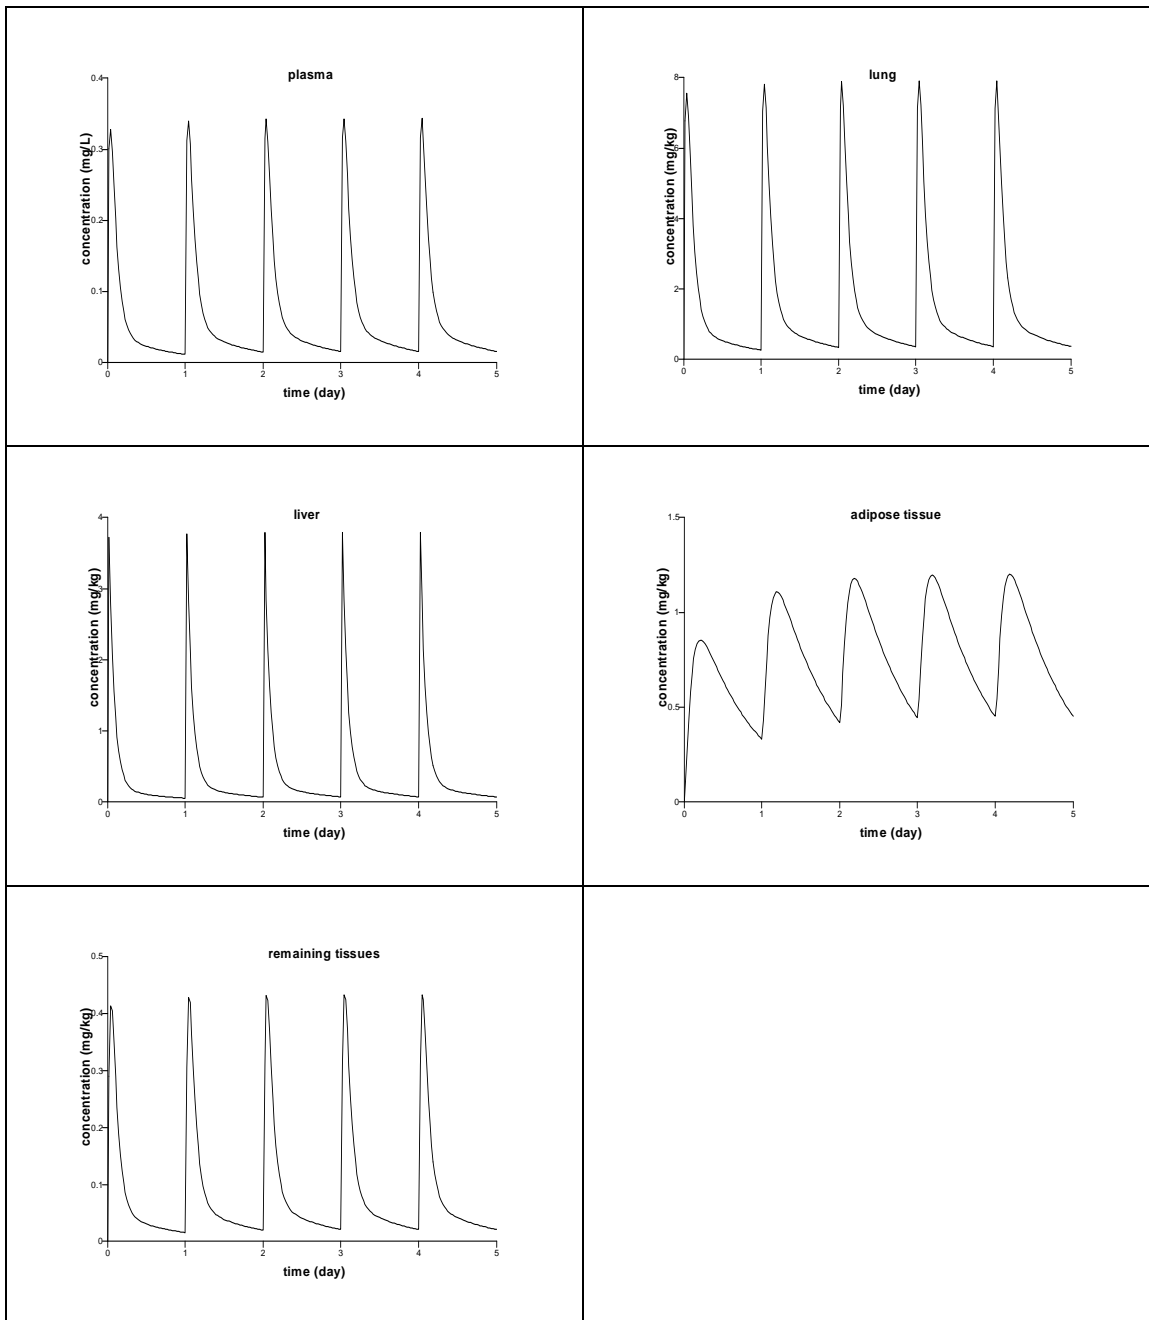 plasma
concentration (mg/L)
0.4
0.3
0.2
0.1
0
0 1 2 3 4 5
time (day)
lung
concentration (mg/kg)
8
6
4
2
0
0 1 2 3 4 5
time (day)
liver
concentration (mg/kg)
4
3
2
1
0
0 1 2 3 4 5
time (day)
adipose tissue
concentration (mg/kg)
1.5
1
0.5
0
0 1 2 3 4 5
time (day)
remaining tissues
concentration (mg/kg)
0.5
0.4
0.3
0.2
0.1
0
0 1 2 3 4 5
time (day)